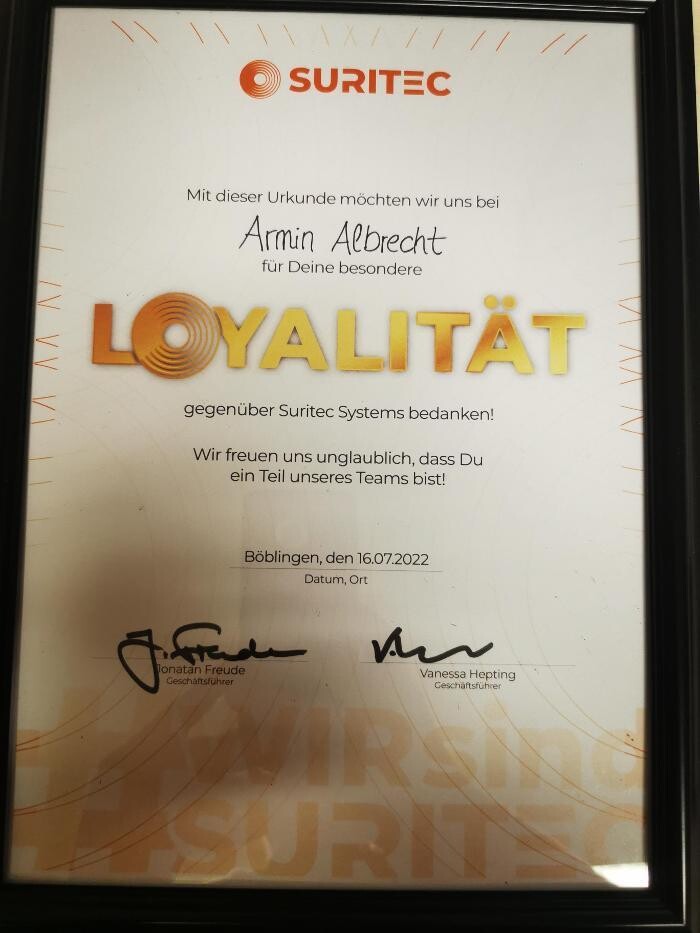 SURITEC
Mit dieser Urkunde möchten wir uns bei
Armin Albrecht
für Deine besondere
LOYALITÄT
gegenüber Suritec Systems bedanken!
Wir freuen uns unglaublich, dass Du
ein Teil unseres Teams bist!
Böblingen, den 16.07.2022
Datum, Ort
J. Freude
Jonatan Freude
Geschäftsführer
Vanessa Hepting
Geschäftsführer
#WIRsind
#SURITEC